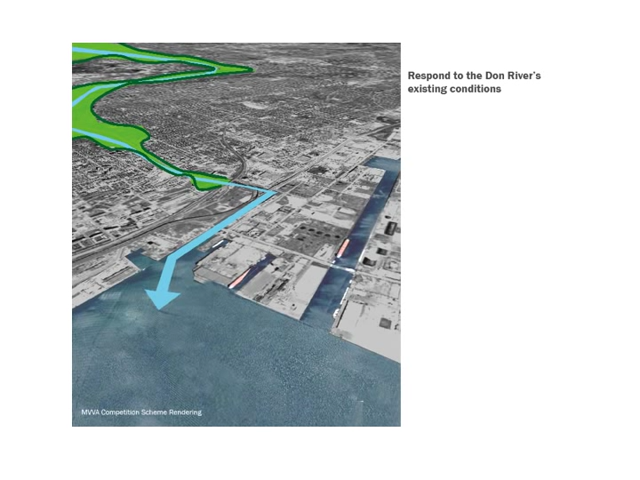 Respond to the Don River's
existing conditions
MVVA Competition Scheme Rendering